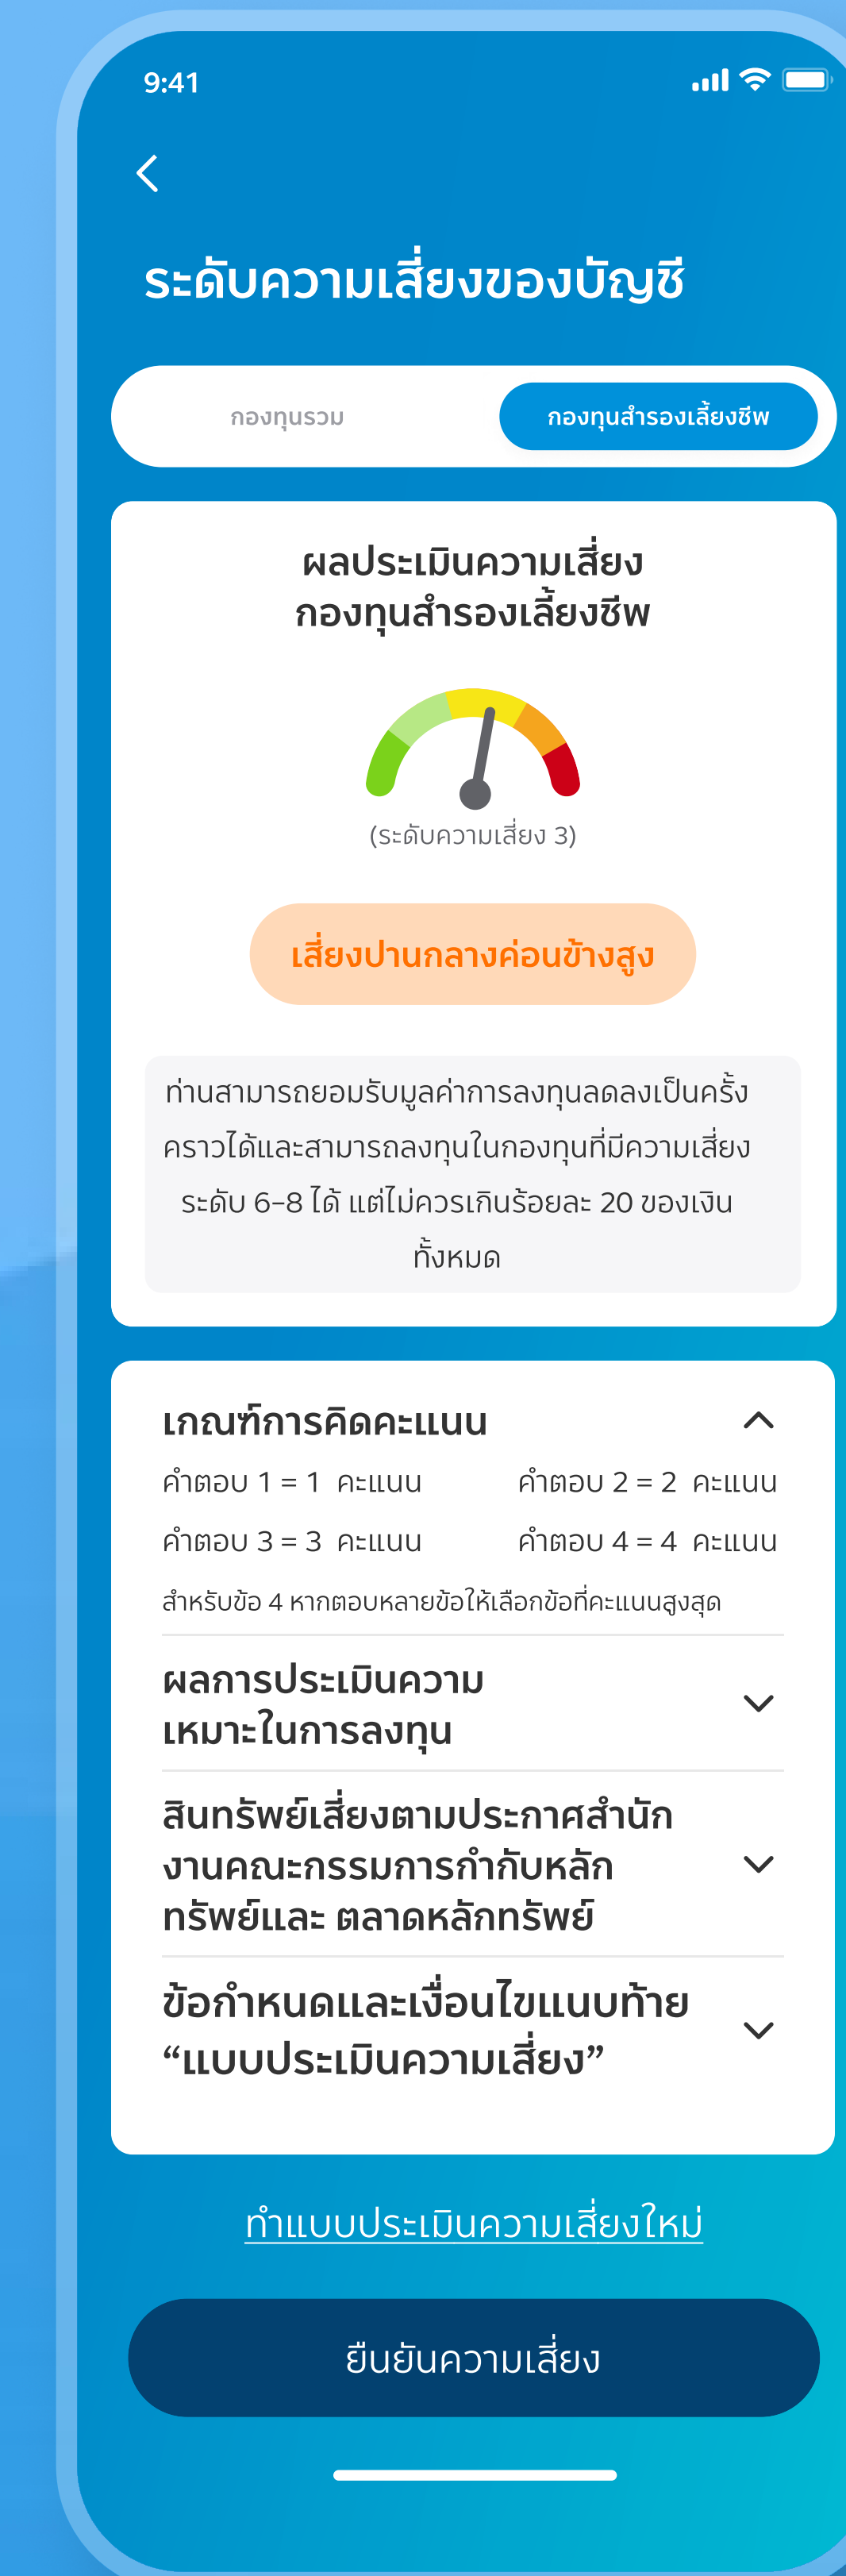 9:41
ระดับความเสี่ยงของบัญชี
กองทุนรวม
กองทุนสำรองเลี้ยงชีพ
ผลประเมินความเสี่ยง
กองทุนสำรองเลี้ยงชีพ
(ระดับความเสี่ยง 3)
เสี่ยงปานกลางค่อนข้างสูง
ท่านสามารถยอมรับมูลค่าการลงทุนลดลงเป็นครั้ง
คราวได้และสามารถลงทุนในกองทุนที่มีความเสี่ยง
ระดับ 6-8 ได้ แต่ไม่ควรเกินร้อยละ 20 ของเงิน
ทั้งหมด
เกณฑ์การคิดคะแนน
คำตอบ 1 = 1 คะแนน คำตอบ 2 = 2 คะแนน
คำตอบ 3 = 3 คะแนน คำตอบ 4 = 4 คะแนน
สำหรับข้อ 4 หากตอบหลายข้อให้เลือกข้อที่คะแนนสูงสุด
ผลการประเมินความ
เหมาะในการลงทุน
สินทรัพย์เสี่ยงตามประกาศสำนัก
งานคณะกรรมการกำกับหลัก
ทรัพย์และ ตลาดหลักทรัพย์
ข้อกำหนดและเงื่อนไขแนบท้าย
“แบบประเมินความเสี่ยง”
ทำแบบประเมินความเสี่ยงใหม่
ยืนยันความเสี่ยง